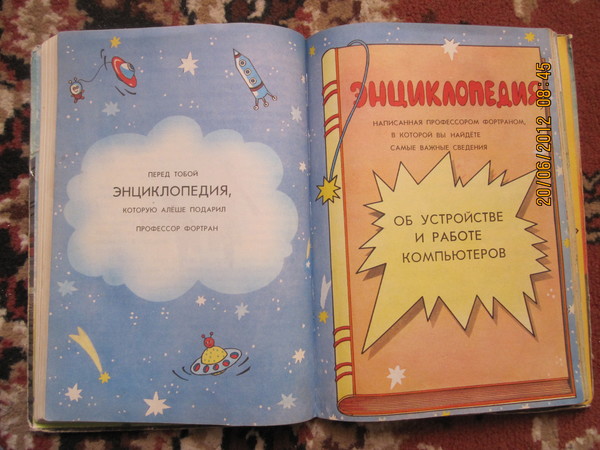 ПЕРЕД ТОБОЙ
ЭНЦИКЛОПЕДИЯ,
КОТОРУЮ АЛЕШЕ ПОДАРИЛ
ПРОФЕССОР ФОРТРАН
ЭНЦИКЛОПЕДИЯ,
НАПИСАННАЯ ПРОФЕССОРОМ ФОРТРАНОМ,
В КОТОРОЙ ВЫ НАЙДЁТЕ
САМЫЕ ВАЖНЫЕ СВЕДЕНИЯ
ОБ УСТРОЙСТВЕ
И РАБОТЕ
КОМПЬЮТЕРОВ
20/06/2012 08:45